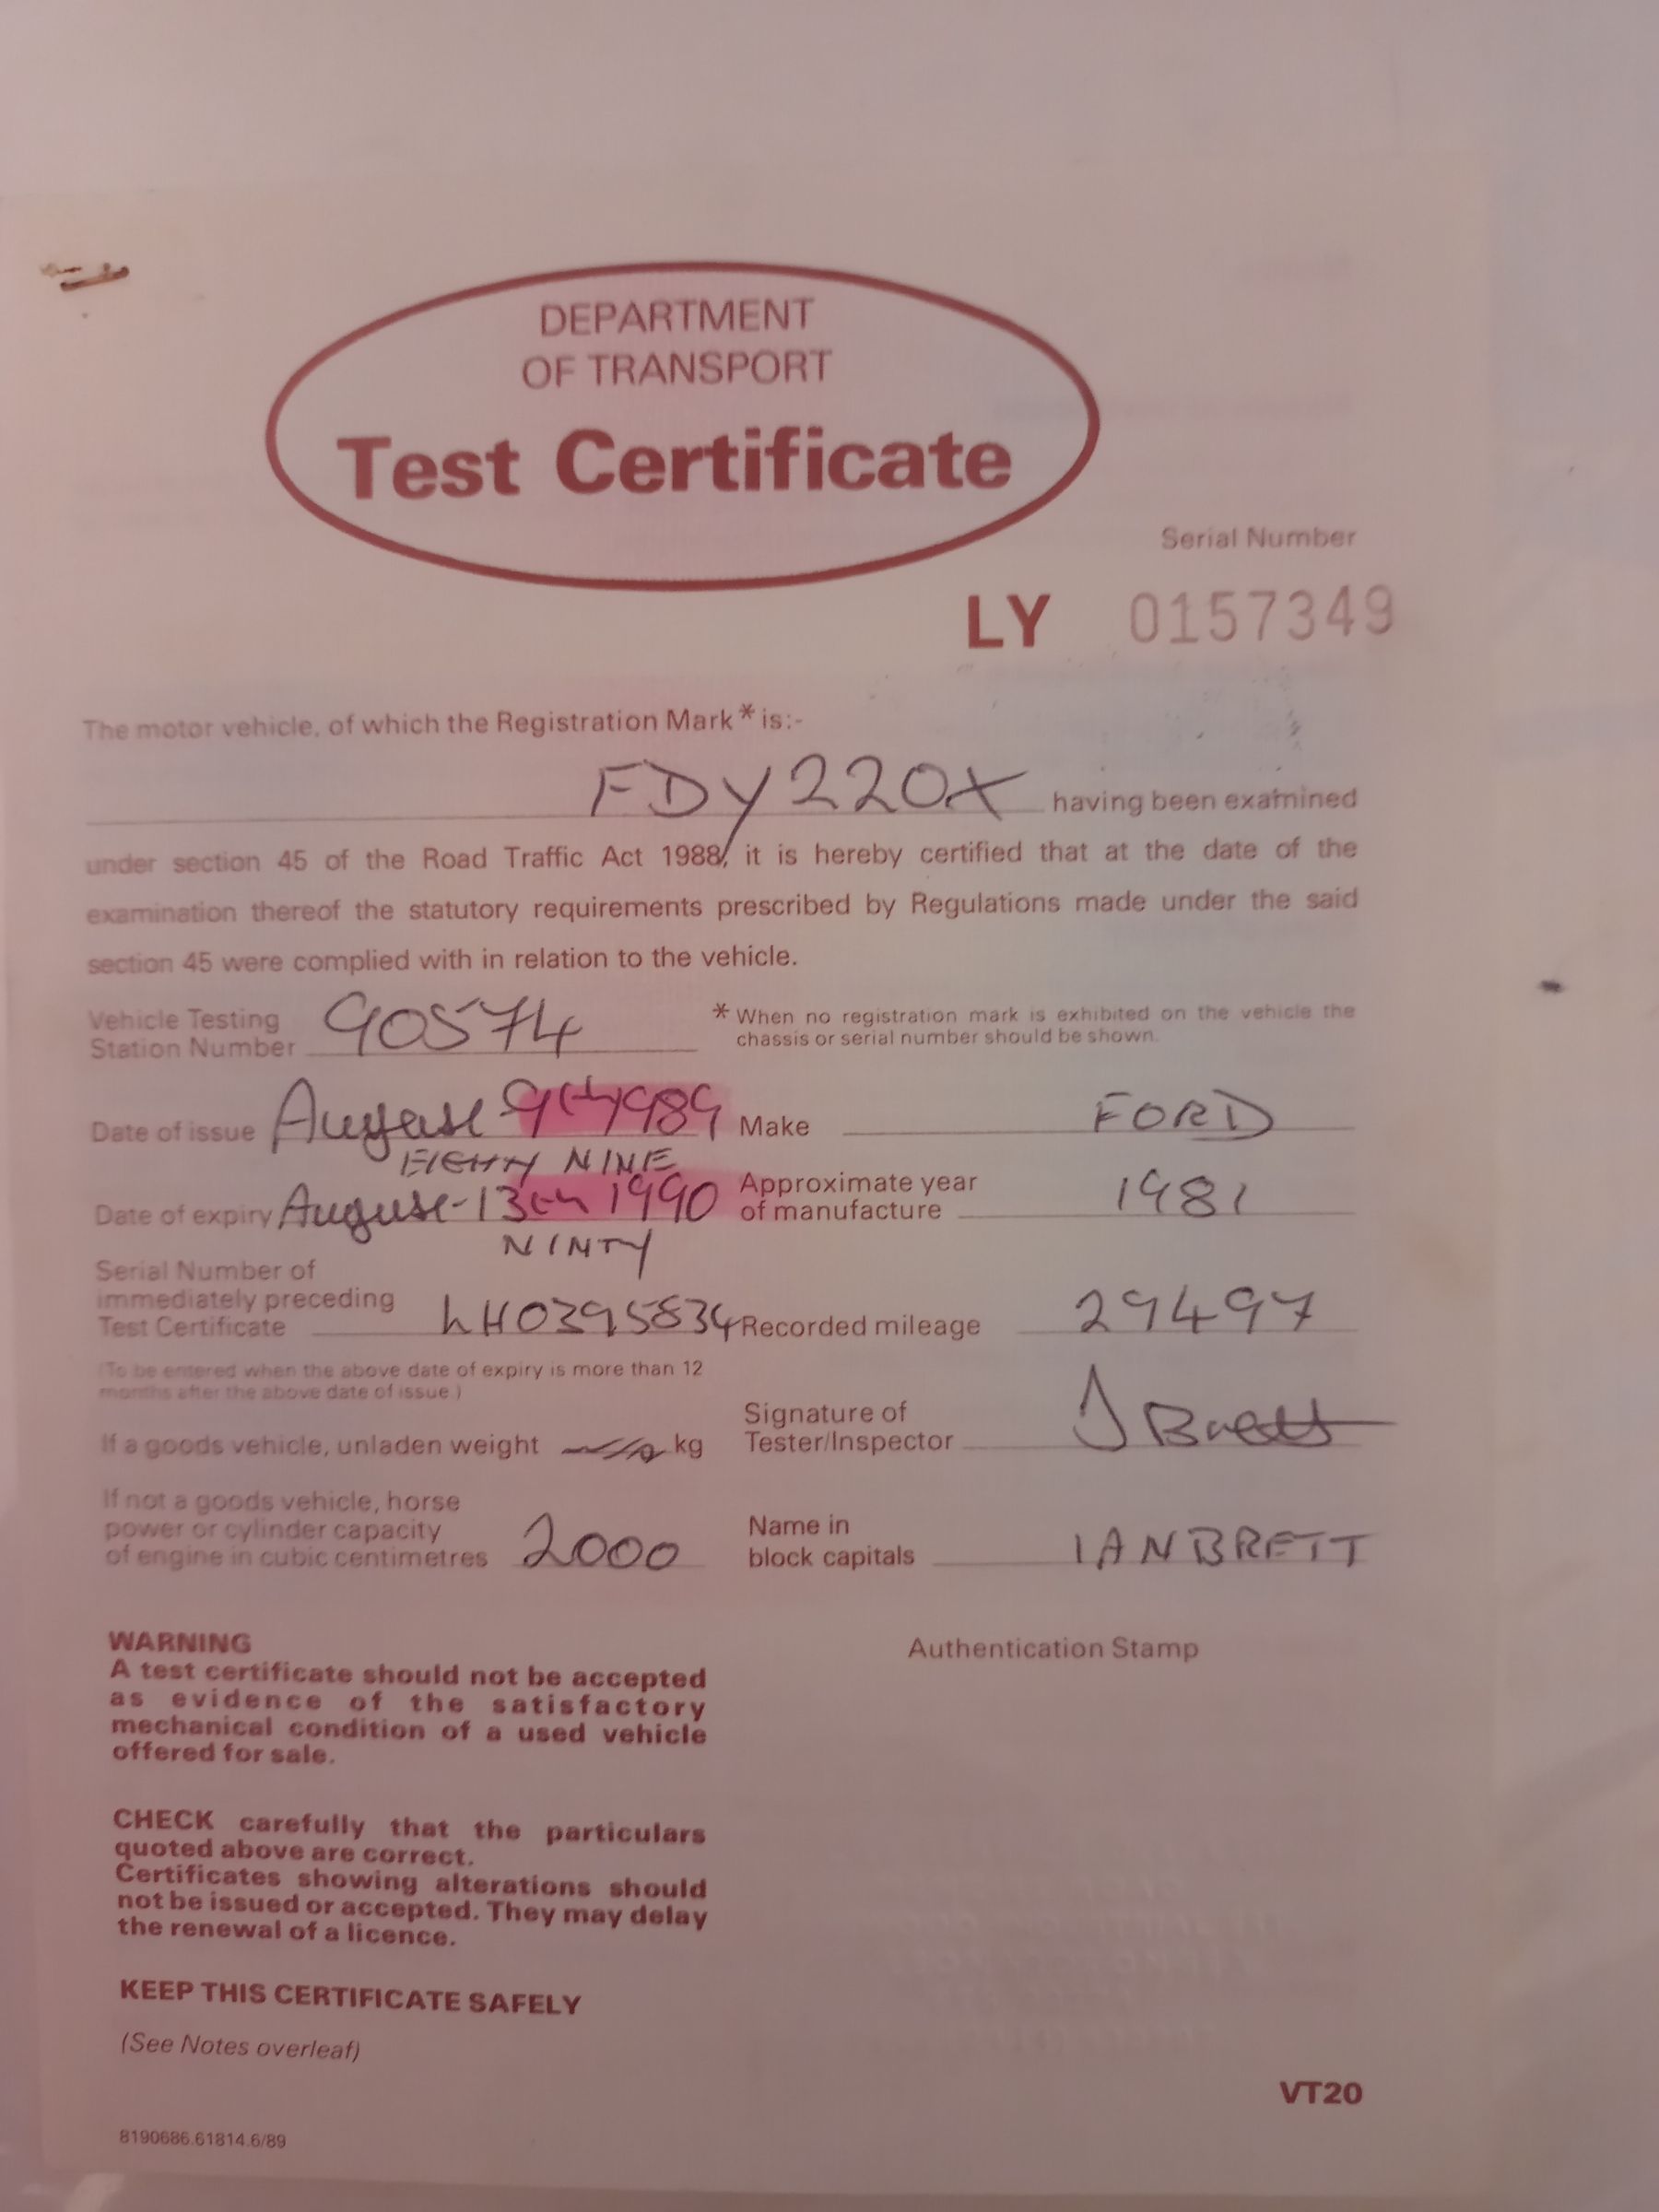 DEPARTMENT
OF TRANSPORT
Test Certificate
Serial Number
LY 0157349
The motor vehicle, of which the Registration Mark * is:-
FDY 220X having been examined
under section 45 of the Road Traffic Act 1988, it is hereby certified that at the date of the
examination thereof the statutory requirements prescribed by Regulations made under the said
section 45 were complied with in relation to the vehicle.
Vehicle Testing
Station Number 90574
* When no registration mark is exhibited on the vehicle the
chassis or serial number should be shown.
Date of issue August 9th 1989
EIGHTY NINE
Make FORD
Date of expiry August 13th 1990
NINTY
Approximate year
of manufacture 1981
Serial Number of
immediately preceding
Test Certificate LH0395834
Recorded mileage 29497
(To be entered when the above date of expiry is more than 12
months after the above date of issue.)
If a goods vehicle, unladen weight kg
Signature of
Tester/Inspector I Brett
If not a goods vehicle, horse
power or cylinder capacity
of engine in cubic centimetres 2000
Name in
block capitals IAN BRETT
WARNING
A test certificate should not be accepted
as evidence of the satisfactory
mechanical condition of a used vehicle
offered for sale.
Authentication Stamp
CHECK carefully that the particulars
quoted above are correct.
Certificates showing alterations should
not be issued or accepted. They may delay
the renewal of a licence.
KEEP THIS CERTIFICATE SAFELY
(See Notes overleaf)
VT20
8190686.61814.6/89